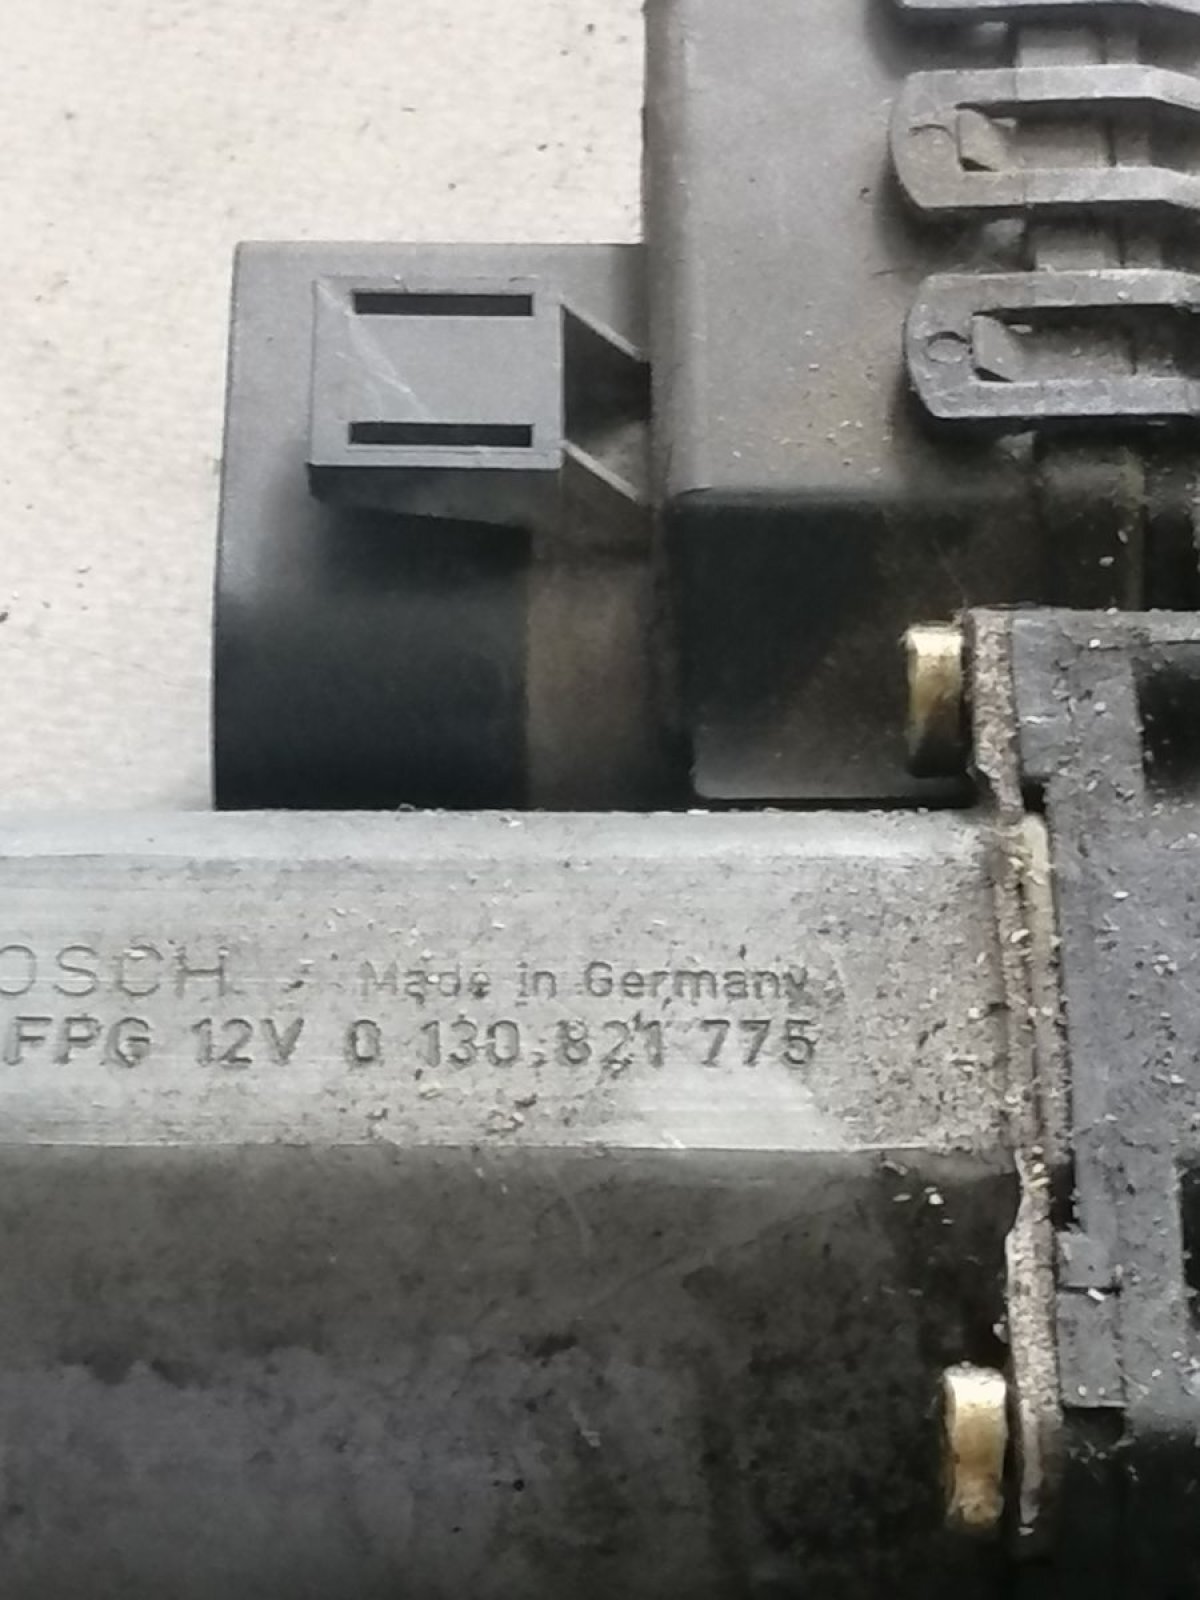 OSCH Made in Germany
FPG 12V 0 130 821 775